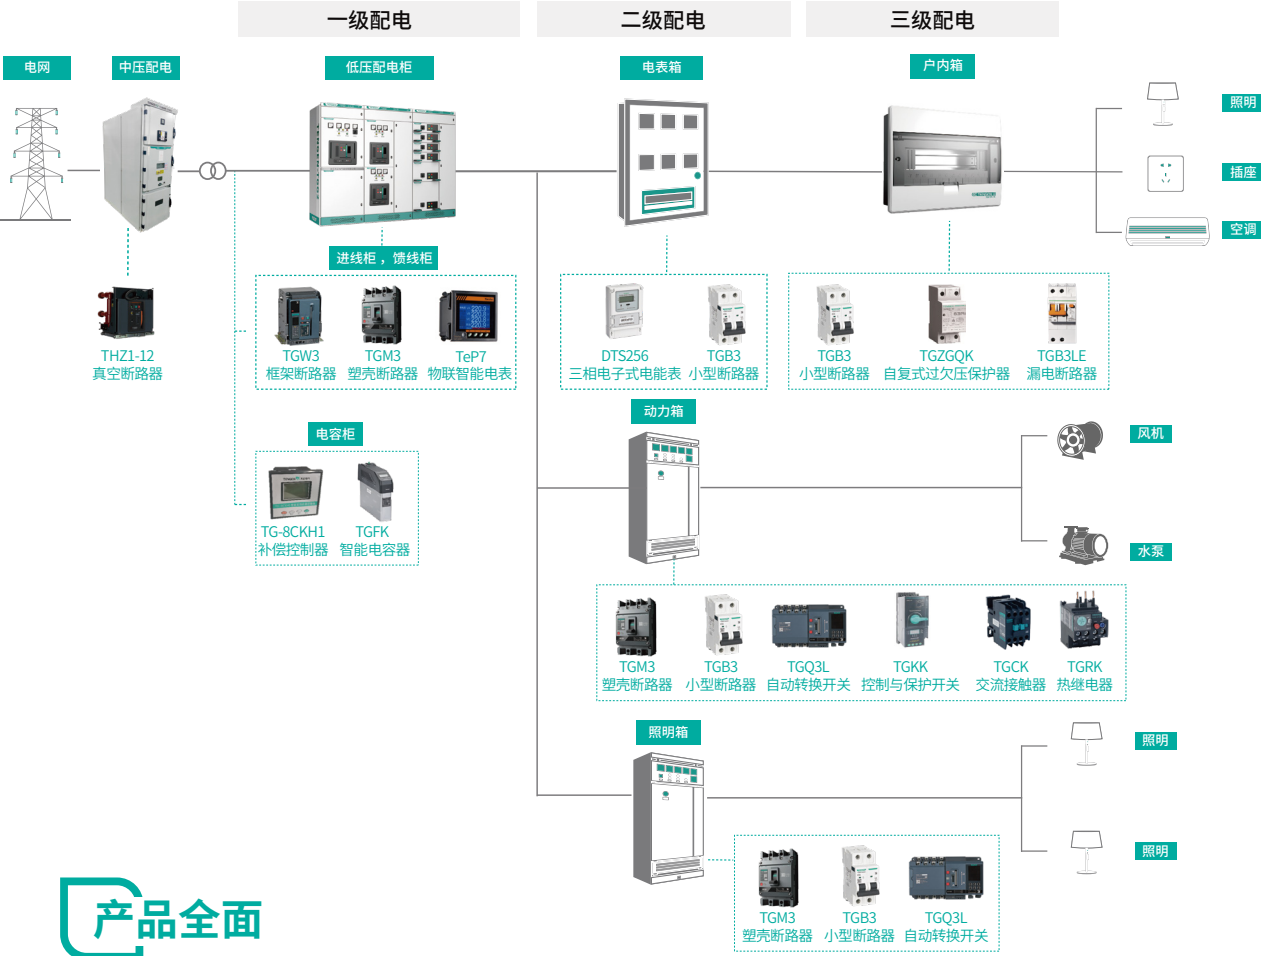 一级配电
二级配电
三级配电
电网
中压配电
低压配电柜
电表箱
户内箱
照明
插座
空调
进线柜，馈线柜
THZ1-12
真空断路器
TGW3
框架断路器
TGM3
塑壳断路器
TeP7
物联智能电表
DTS256
三相电子式电能表
TGB3
小型断路器
TGB3
小型断路器
TGZGQK
自复式过欠压保护器
TGB3LE
漏电断路器
电容柜
TG-8CKH1
补偿控制器
TGFK
智能电容器
动力箱
风机
水泵
TGM3
塑壳断路器
TGB3
小型断路器
TGQ3L
自动转换开关
TGKK
控制与保护开关
TGCK
交流接触器
TGRK
热继电器
照明箱
照明
照明
TGM3
塑壳断路器
TGB3
小型断路器
TGQ3L
自动转换开关
产品全面